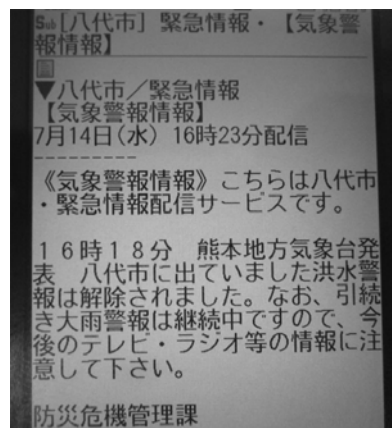 Sub[八代市] 緊急情報・【気象警
報情報】
▼八代市／緊急情報
【気象警報情報】
7月14日(水) 16時23分配信
---------
《気象警報情報》こちらは八代市
・緊急情報配信サービスです。
１６時１８分　熊本地方気象台発
表　八代市に出ていました洪水警
報は解除されました。なお、引続
き大雨警報は継続中ですので、今
後のテレビ・ラジオ等の情報に注
意して下さい。
防災危機管理課